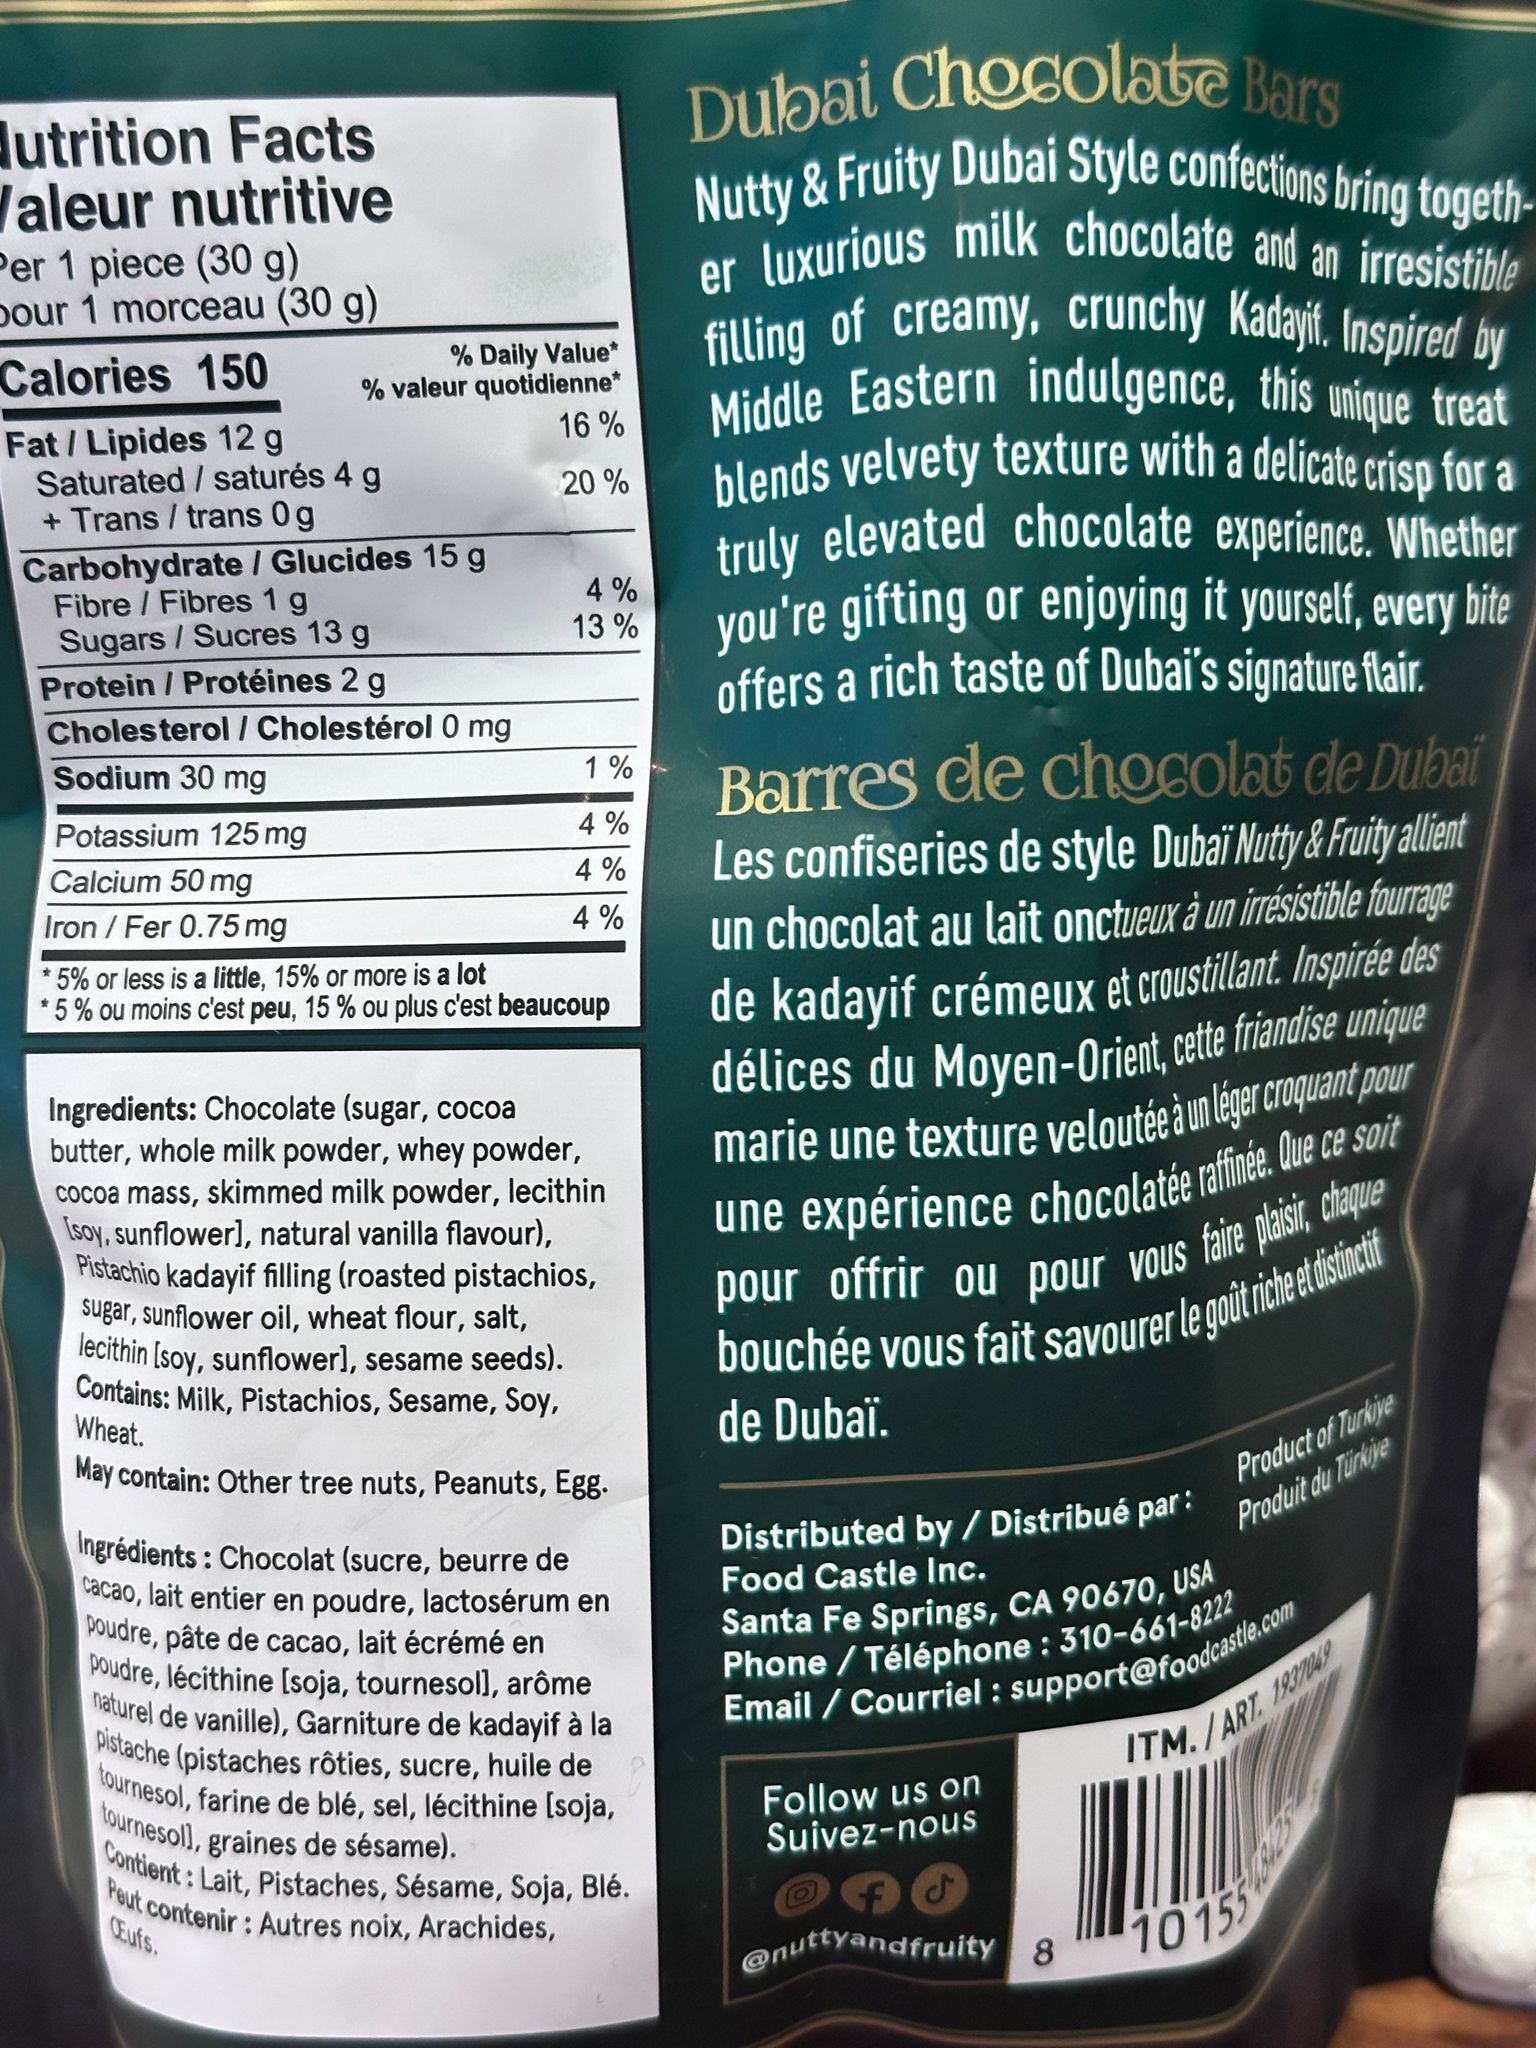 Nutrition Facts
Valeur nutritive
Per 1 piece (30 g)
pour 1 morceau (30 g)
Calories 150
% Daily Value*
% valeur quotidienne*
Fat / Lipides 12 g 16 %
Saturated / saturés 4 g
+ Trans / trans 0 g 20 %
Carbohydrate / Glucides 15 g
Fibre / Fibres 1 g 4 %
Sugars / Sucres 13 g 13 %
Protein / Protéines 2 g
Cholesterol / Cholestérol 0 mg
Sodium 30 mg 1 %
Potassium 125 mg 4 %
Calcium 50 mg 4 %
Iron / Fer 0.75 mg 4 %
* 5% or less is a little, 15% or more is a lot
* 5 % ou moins c'est peu, 15 % ou plus c'est beaucoup
Ingredients: Chocolate (sugar, cocoa
butter, whole milk powder, whey powder,
cocoa mass, skimmed milk powder, lecithin
[soy, sunflower], natural vanilla flavour),
Pistachio kadayif filling (roasted pistachios,
sugar, sunflower oil, wheat flour, salt,
lecithin [soy, sunflower], sesame seeds).
Contains: Milk, Pistachios, Sesame, Soy,
Wheat.
May contain: Other tree nuts, Peanuts, Egg.
Ingrédients : Chocolat (sucre, beurre de
cacao, lait entier en poudre, lactosérum en
poudre, pâte de cacao, lait écrémé en
poudre, lécithine [soja, tournesol], arôme
naturel de vanille), Garniture de kadayif à la
pistache (pistaches rôties, sucre, huile de
tournesol, farine de blé, sel, lécithine [soja,
tournesol], graines de sésame).
Contient : Lait, Pistaches, Sésame, Soja, Blé.
Peut contenir : Autres noix, Arachides,
Œufs.
Dubai Chocolate Bars
Nutty & Fruity Dubai Style confections bring togeth-
er luxurious milk chocolate and an irresistible
filling of creamy, crunchy Kadayif. Inspired by
Middle Eastern indulgence, this unique treat
blends velvety texture with a delicate crisp for a
truly elevated chocolate experience. Whether
you're gifting or enjoying it yourself, every bite
offers a rich taste of Dubai's signature flair.
Barres de chocolat de Dubaï
Les confiseries de style Dubaï Nutty & Fruity allient
un chocolat au lait onctueux à un irrésistible fourrage
de kadayif crémeux et croustillant. Inspirée des
délices du Moyen-Orient, cette friandise unique
marie une texture veloutée à un léger croquant pour
une expérience chocolatée raffinée. Que ce soit
pour offrir ou pour vous faire plaisir, chaque
bouchée vous fait savourer le goût riche et distinctif
de Dubaï.
Product of Turkiye
Produit du Türkiye
Distributed by / Distribué par :
Food Castle Inc.
Santa Fe Springs, CA 90670, USA
Phone / Téléphone : 310-661-8222
Email / Courriel : support@foodcastle.com
Follow us on
Suivez-nous
@nuttyandfruity
ITM. / ART. 1937049
8 10155